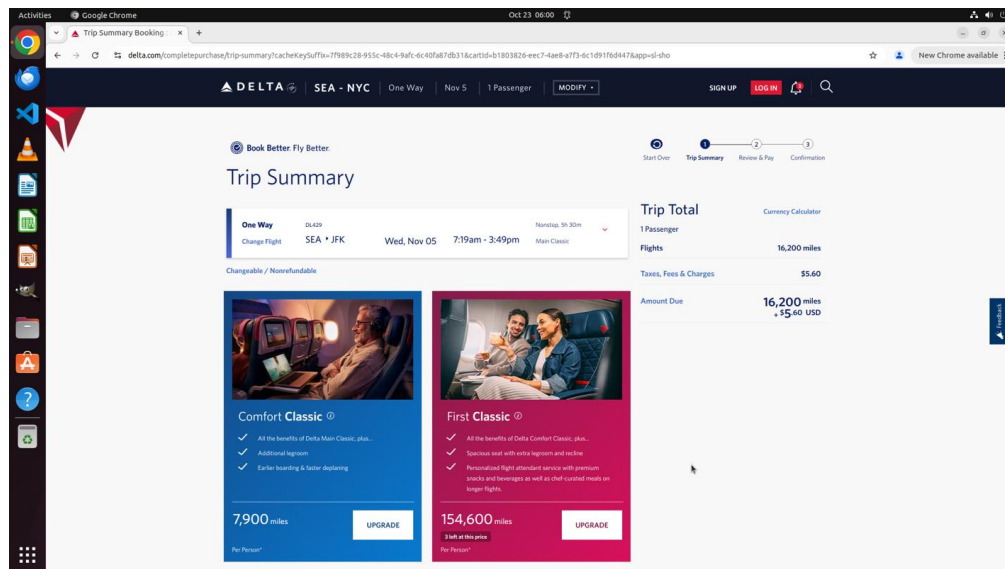 Activities Google Chrome Oct 23 06:00
Trip Summary Booking
delta.com/completepurchase/trip-summary?cacheKeySuffix=7f989c28-955c-48c4-9afc-6c40fa87db31&cartId=b1803826-eec7-4ae8-a7f3-6c1d91f6d447&app=sl-sho
New Chrome available
DELTA SEA - NYC One Way Nov 5 1 Passenger MODIFY SIGN UP LOG IN
Book Better. Fly Better.
1 2 3
Start Over Trip Summary Review & Pay Confirmation
Trip Summary
Trip Total Currency Calculator
1 Passenger
One Way DL429 Nonstop, 5h 30m
Change Flight SEA • JFK Wed, Nov 05 7:19am - 3:49pm Main Classic
Flights 16,200 miles
Changeable / Nonrefundable
Taxes, Fees & Charges $5.60
Amount Due 16,200 miles
+ $5.60 USD
Feedback
Comfort Classic
All the benefits of Delta Main Classic, plus...
Additional legroom
Earlier boarding & faster deplaning
7,900 miles
UPGRADE
Per Person*
First Classic
All the benefits of Delta Comfort Classic, plus...
Spacious seat with extra legroom and recline
Personalized flight attendant service with premium
snacks and beverages as well as chef-curated meals on
longer flights.
154,600 miles
UPGRADE
3 left at this price
Per Person*